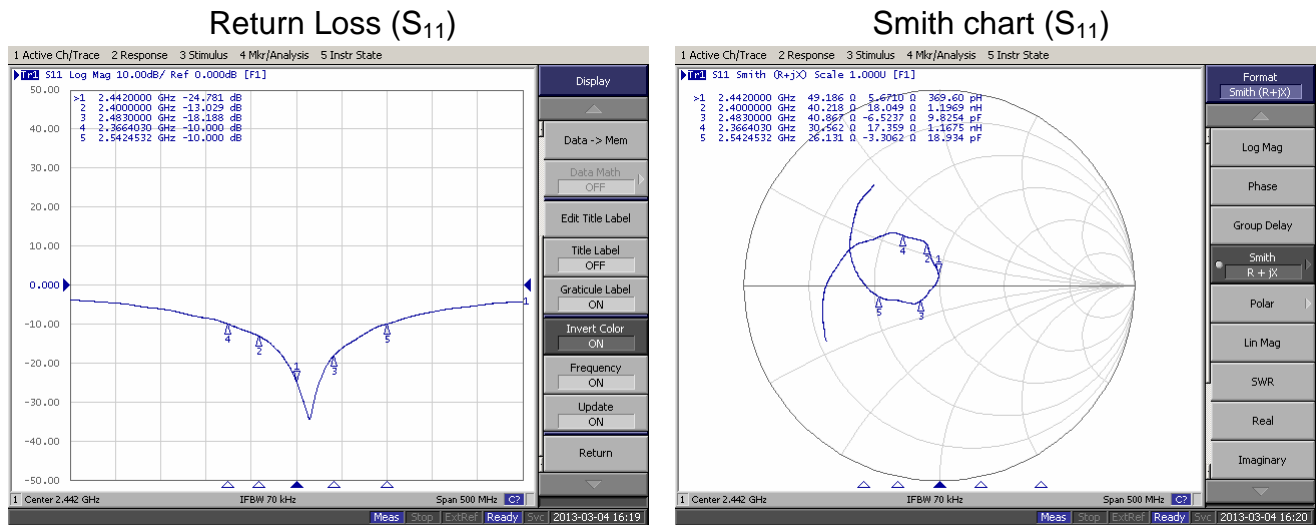 Return Loss (S11)
1 Active Ch/Trace 2 Response 3 Stimulus 4 Mkr/Analysis 5 Instr State
Tr1 S11 Log Mag 10.00dB/ Ref 0.000dB [F1]
50.00
>1 2.4420000 GHz -24.781 dB
2 2.4000000 GHz -13.029 dB
3 2.4830000 GHz -18.188 dB
4 2.3664030 GHz -10.000 dB
5 2.5424532 GHz -10.000 dB
40.00
30.00
20.00
10.00
0.000
-10.00
-20.00
-30.00
-40.00
-50.00
1
4
2
1
3
5
1 Center 2.442 GHz IFBW 70 kHz Span 500 MHz C?
Meas Stop ExtRef Ready Svc 2013-03-04 16:19
Display
Data -> Mem
Data Math
OFF
Edit Title Label
Title Label
OFF
Graticule Label
ON
Invert Color
ON
Frequency
ON
Update
ON
Return
Smith chart (S11)
1 Active Ch/Trace 2 Response 3 Stimulus 4 Mkr/Analysis 5 Instr State
Tr1 S11 Smith (R+jX) Scale 1.000U [F1]
>1 2.4420000 GHz 49.186 Ω 5.6710 Ω 369.60 pH
2 2.4000000 GHz 40.218 Ω 18.049 Ω 1.1969 nH
3 2.4830000 GHz 40.867 Ω -6.5237 Ω 9.8254 pF
4 2.3664030 GHz 30.562 Ω 17.359 Ω 1.1675 nH
5 2.5424532 GHz 26.131 Ω -3.3062 Ω 18.934 pF
4
2
1
5
3
1 Center 2.442 GHz IFBW 70 kHz Span 500 MHz C?
Meas Stop ExtRef Ready Svc 2013-03-04 16:20
Format
Smith (R+jX)
Log Mag
Phase
Group Delay
Smith
R + jX
Polar
Lin Mag
SWR
Real
Imaginary